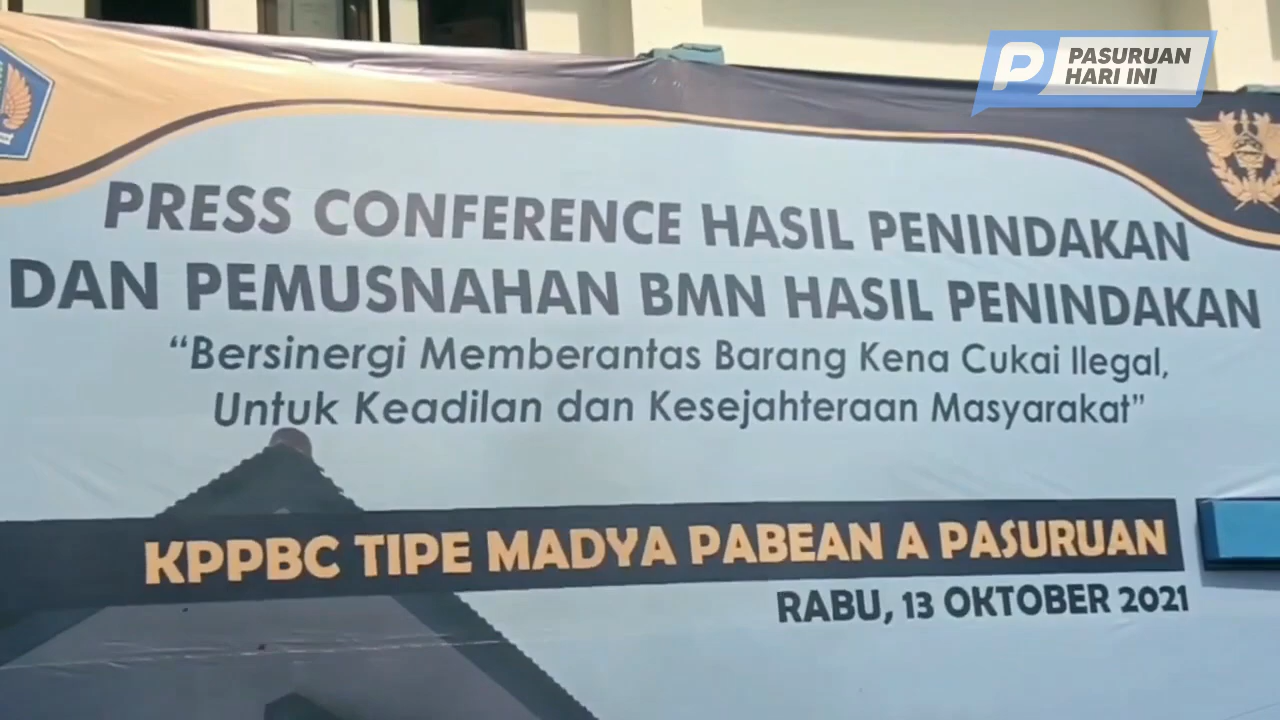 PASURUAN
HARI INI
PRESS CONFERENCE HASIL PENINDAKAN
DAN PEMUSNAHAN BMN HASIL PENINDAKAN
“Bersinergi Memberantas Barang Kena Cukai Ilegal,
Untuk Keadilan dan Kesejahteraan Masyarakat”
KPPBC TIPE MADYA PABEAN A PASURUAN
RABU, 13 OKTOBER 2021